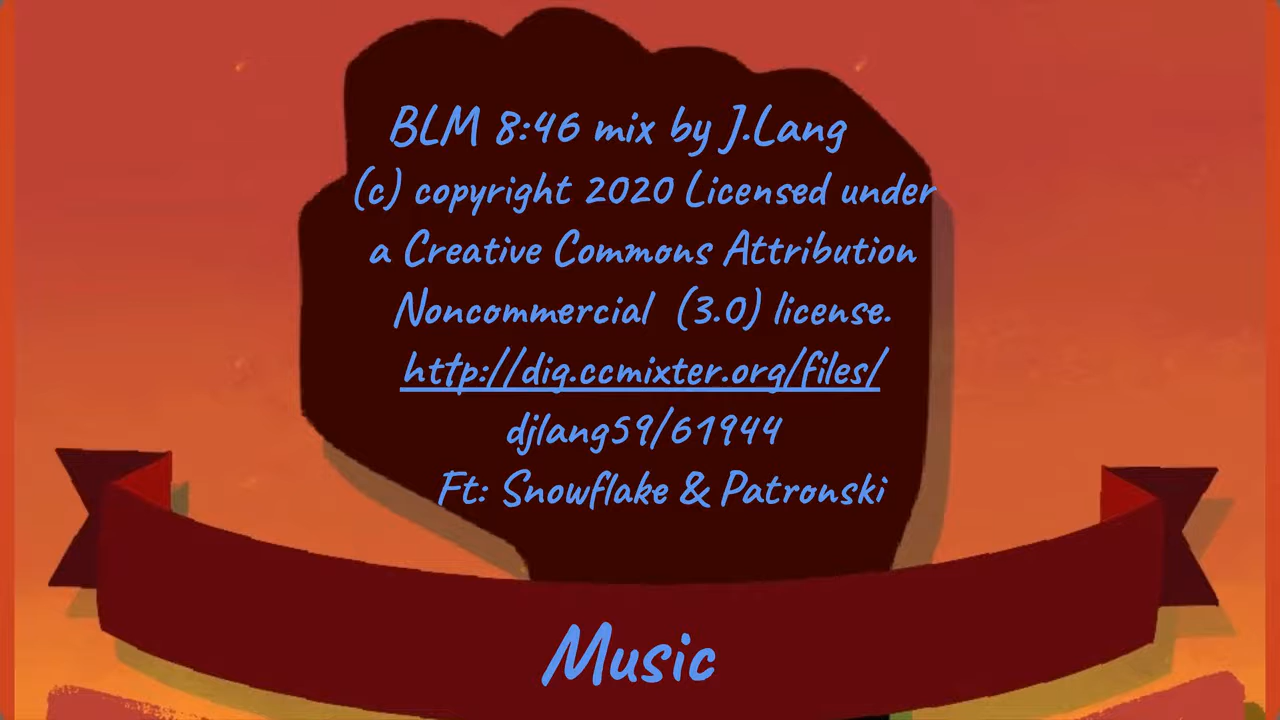 BLM 8:46 mix by J.Lang
(c) copyright 2020 Licensed under
a Creative Commons Attribution
Noncommercial (3.0) license.
http://dig.ccmixter.org/files/
djlang59/61944
Ft: Snowflake & Patronski
Music